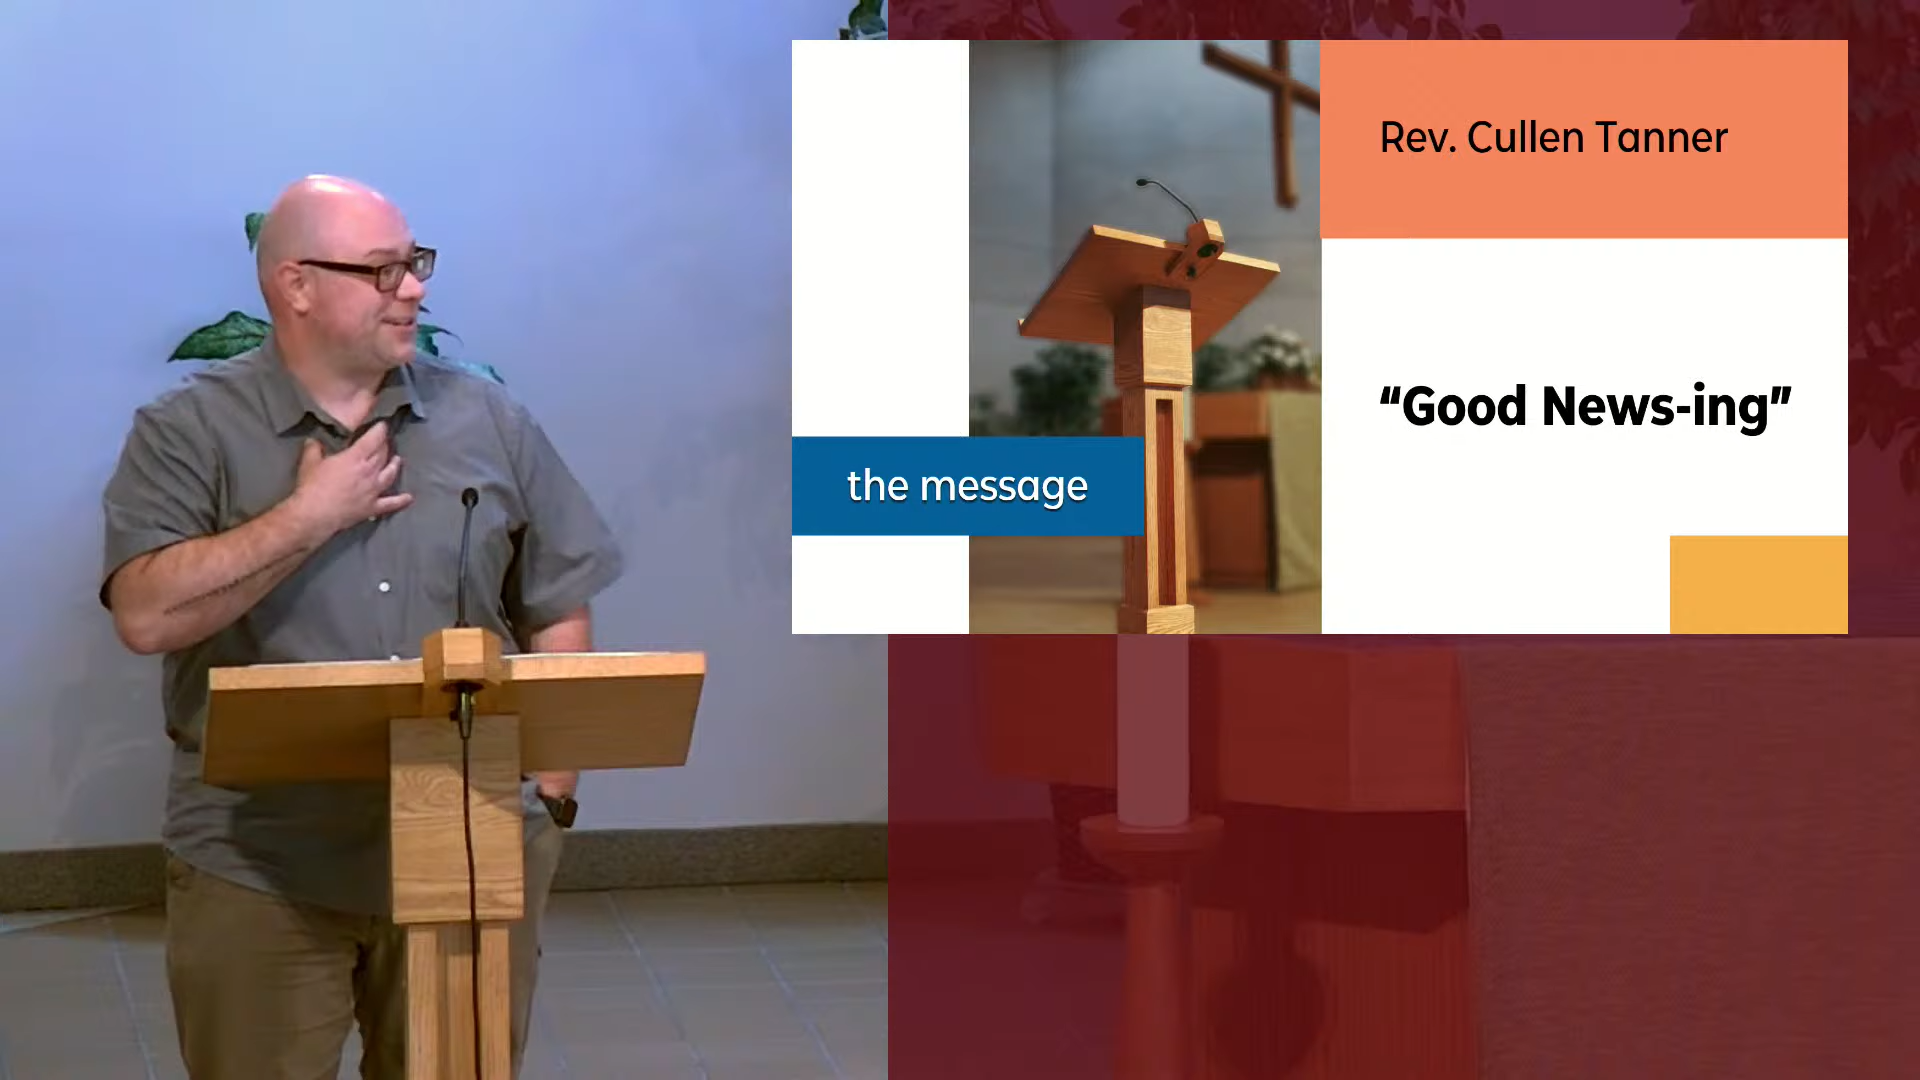 Rev. Cullen Tanner
“Good News-ing”
the message